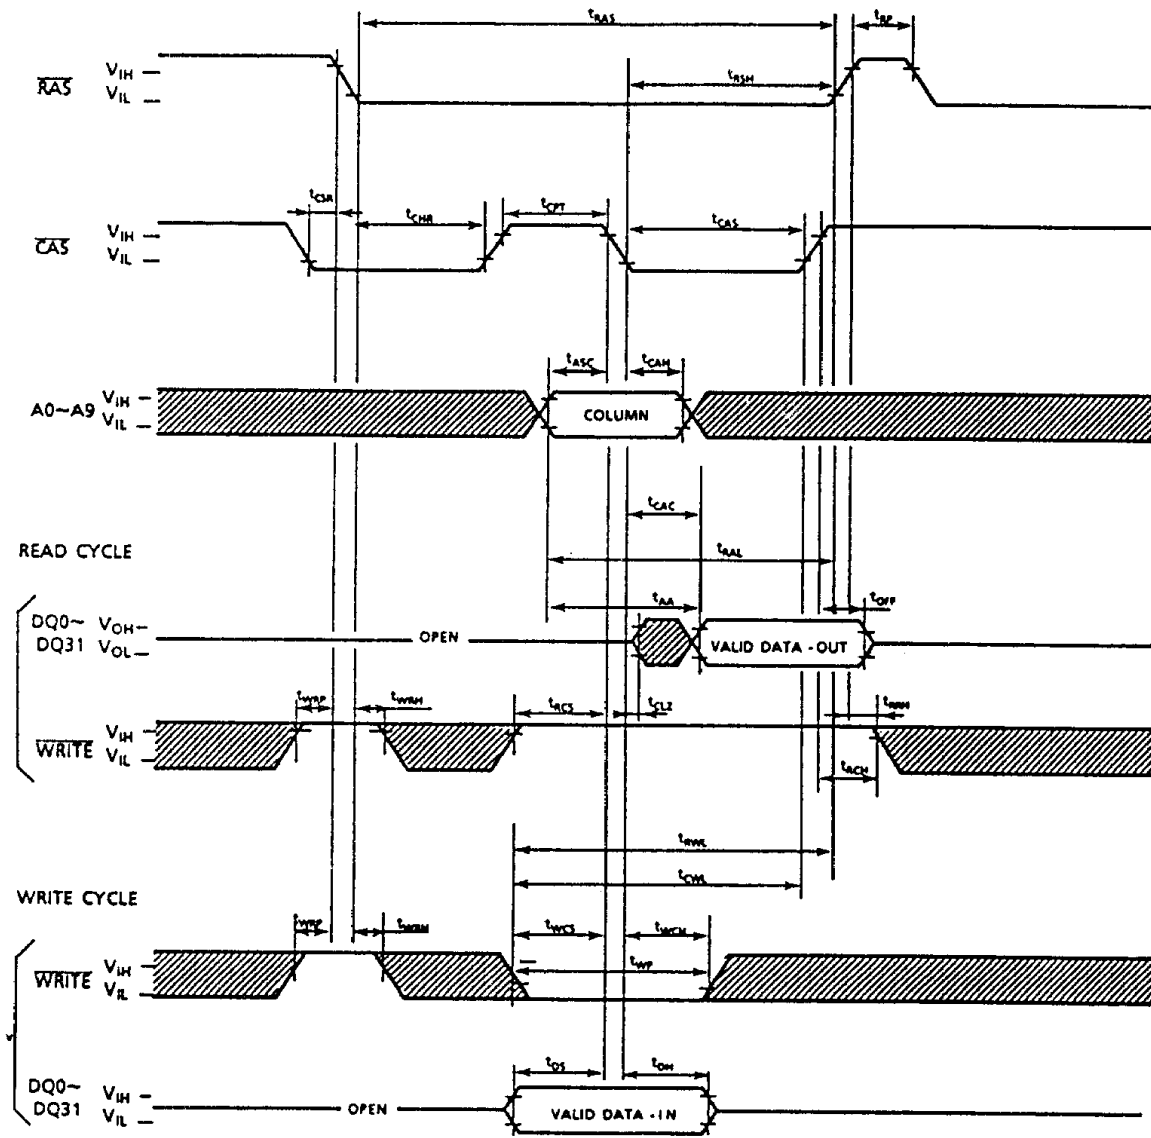 tRAS
tRP
RAS VIH
VIL
tRSH
tCSR
tCHR
tCPT
tCAS
CAS VIH
VIL
tASC
tCAH
A0~A9 VIH
VIL
COLUMN
tCAC
READ CYCLE
tRAL
tAA
tOFF
DQ0~ VOH
DQ31 VOL
OPEN
VALID DATA - OUT
tWRP
tWRH
tRCS
tCLZ
tRRH
WRITE VIH
VIL
tRCH
tRWL
tCWL
WRITE CYCLE
tWRP
tWRH
tWCS
tWCH
WRITE VIH
VIL
tWP
tDS
tDH
DQ0~ VIH
DQ31 VIL
OPEN
VALID DATA - IN